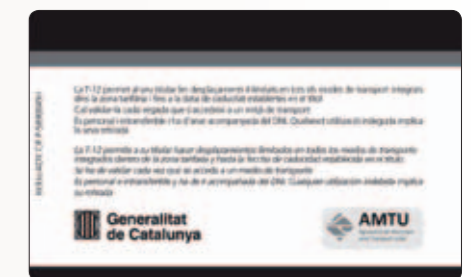 La T-12 permet al seu titular fer desplaçaments il·limitats en tots els modes de transport integrats
dins la zona tarifària i fins a la data de caducitat establertes en el títol
Cal validar-la cada vegada que s'accedeixi a un mitjà de transport
És personal i intransferible i ha d'anar acompanyada del DNI. Qualsevol utilització indeguda implica
la seva retirada
La T-12 permite a su titular hacer desplazamientos ilimitados en todos los medios de transporte
integrados dentro de la zona tarifaria y hasta la fecha de caducidad establecida en el título.
Se ha de validar cada vez que se acceda a un medio de transporte
Es personal e intransferible y ha de ir acompañada del DNI. Cualquier utilización indebida implica
su retirada
Generalitat
de Catalunya
AMTU